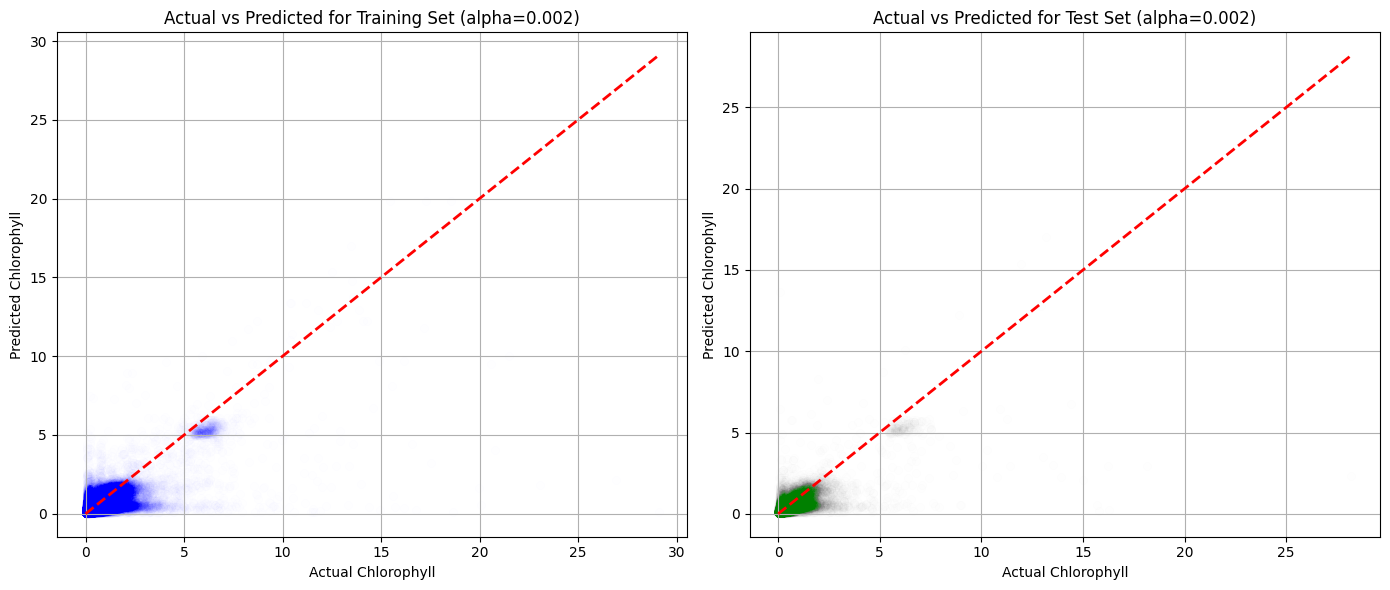 Actual vs Predicted for Training Set (alpha=0.002)
30
25
20
15
10
5
0
Predicted Chlorophyll
0 5 10 15 20 25 30
Actual Chlorophyll
Actual vs Predicted for Test Set (alpha=0.002)
25
20
15
10
5
0
Predicted Chlorophyll
0 5 10 15 20 25
Actual Chlorophyll